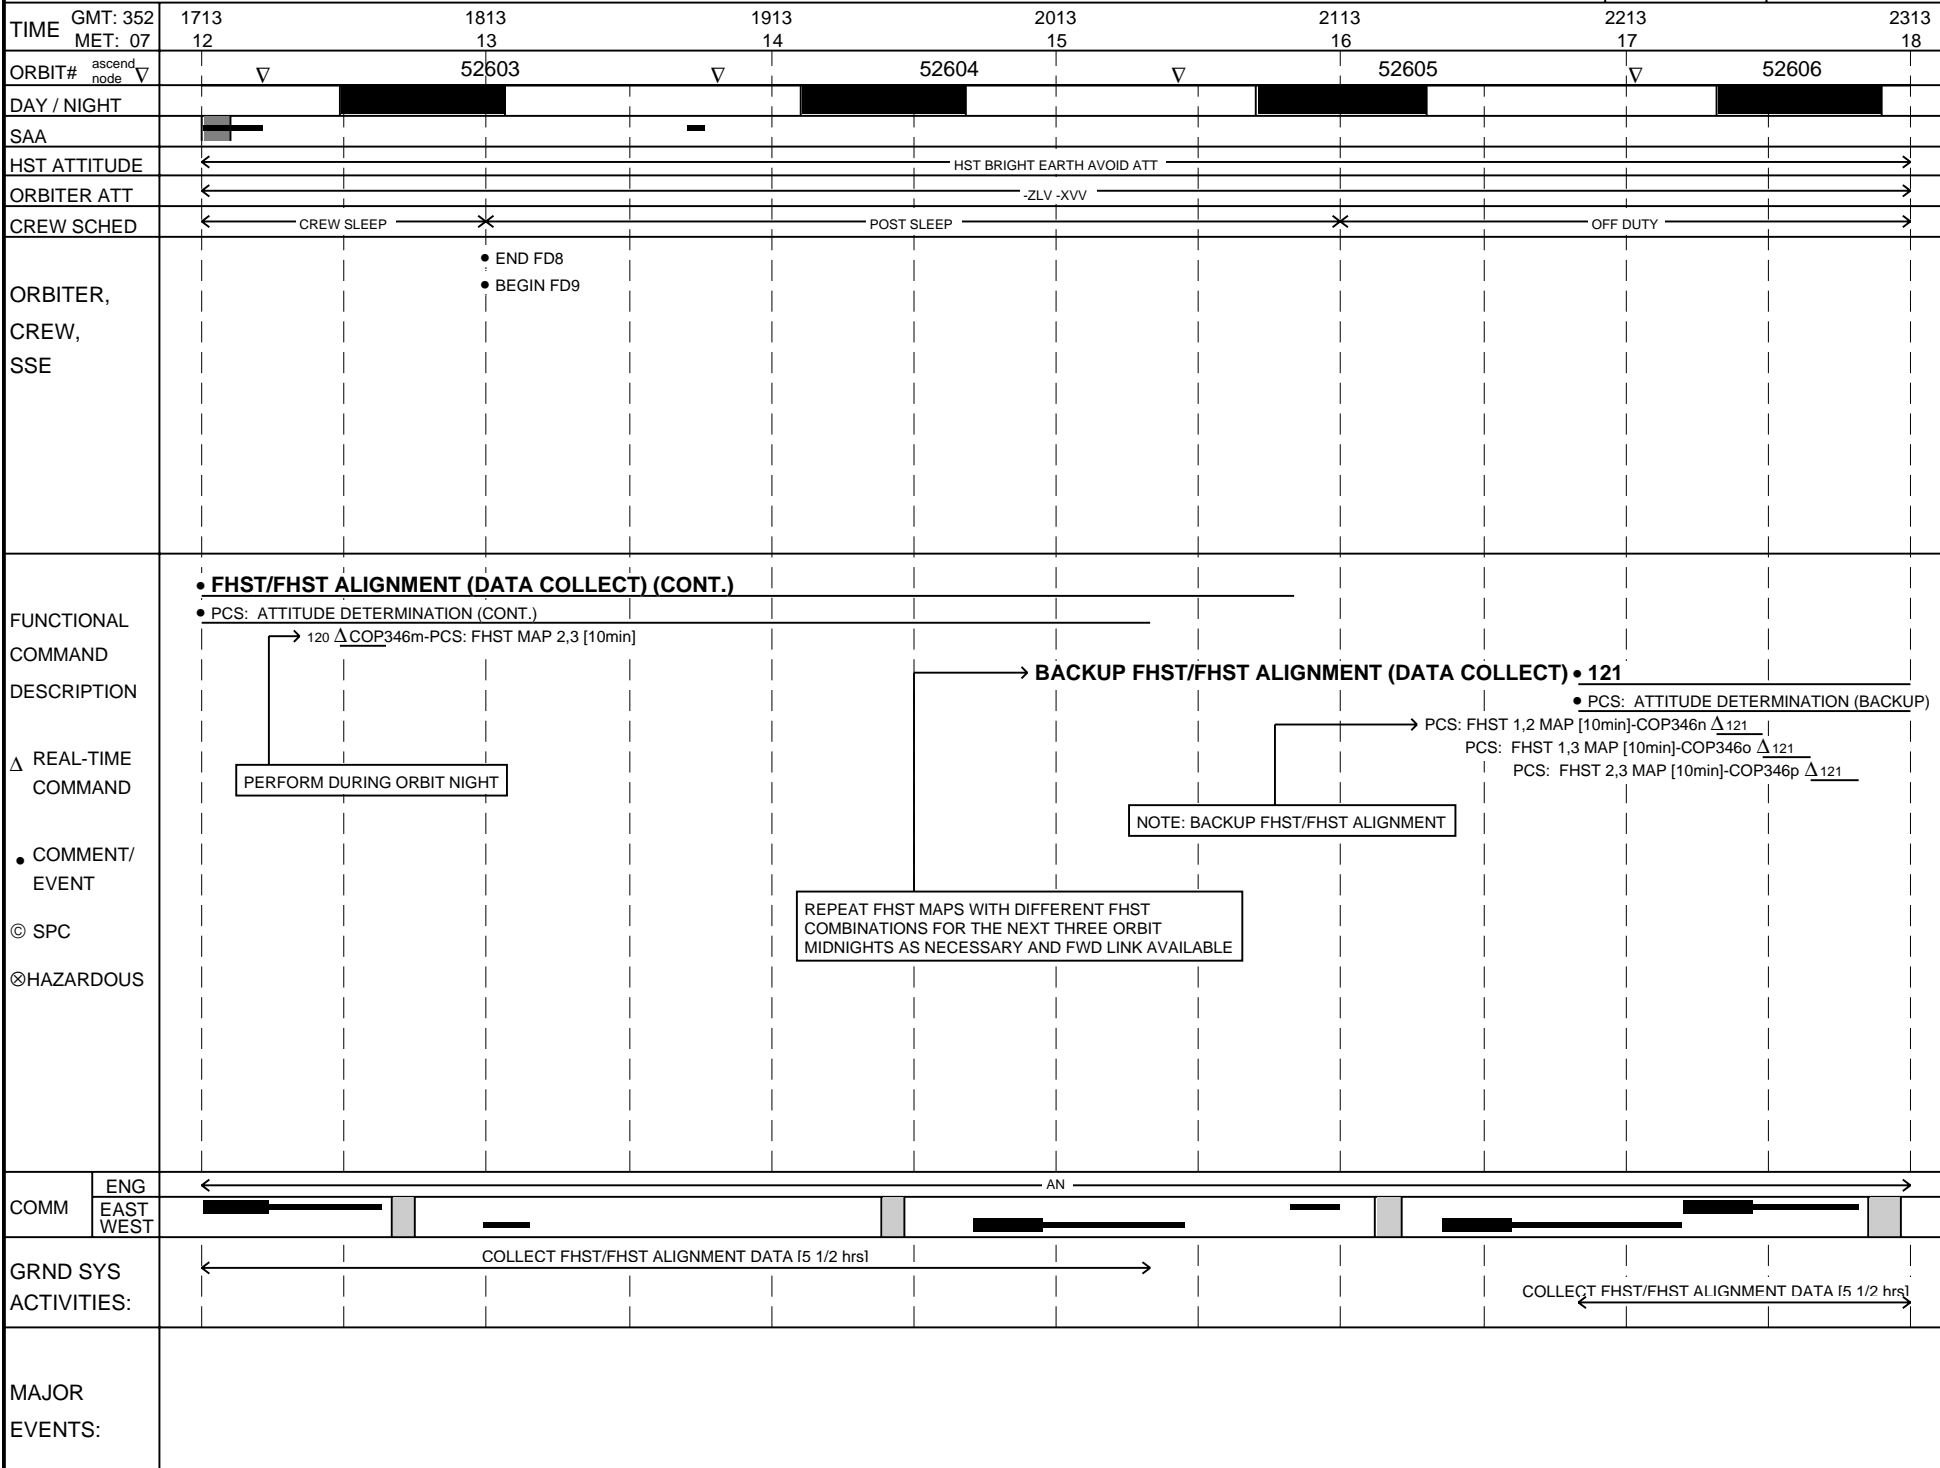 TIME GMT: 352 1713 1813 1913 2013 2113 2213 2313
MET: 07 12 13 14 15 16 17 18
ORBIT# ascend node ∇ ∇ 52603 ∇ 52604 ∇ 52605 ∇ 52606
DAY / NIGHT
SAA
HST ATTITUDE HST BRIGHT EARTH AVOID ATT
ORBITER ATT -ZLV -XVV
CREW SCHED CREW SLEEP POST SLEEP OFF DUTY
• END FD8
• BEGIN FD9
ORBITER,
CREW,
SSE
• FHST/FHST ALIGNMENT (DATA COLLECT) (CONT.)
• PCS: ATTITUDE DETERMINATION (CONT.)
120 Δ COP346m-PCS: FHST MAP 2,3 [10min]
FUNCTIONAL
COMMAND
DESCRIPTION
BACKUP FHST/FHST ALIGNMENT (DATA COLLECT) • 121
• PCS: ATTITUDE DETERMINATION (BACKUP)
PCS: FHST 1,2 MAP [10min]-COP346n Δ 121
PCS: FHST 1,3 MAP [10min]-COP346o Δ 121
PCS: FHST 2,3 MAP [10min]-COP346p Δ 121
Δ REAL-TIME
COMMAND
PERFORM DURING ORBIT NIGHT
NOTE: BACKUP FHST/FHST ALIGNMENT
• COMMENT/
EVENT
REPEAT FHST MAPS WITH DIFFERENT FHST
COMBINATIONS FOR THE NEXT THREE ORBIT
MIDNIGHTS AS NECESSARY AND FWD LINK AVAILABLE
© SPC
⊗HAZARDOUS
COMM ENG AN
EAST
WEST
GRND SYS
ACTIVITIES:
COLLECT FHST/FHST ALIGNMENT DATA [5 1/2 hrs]
COLLECT FHST/FHST ALIGNMENT DATA [5 1/2 hrs]
MAJOR
EVENTS: